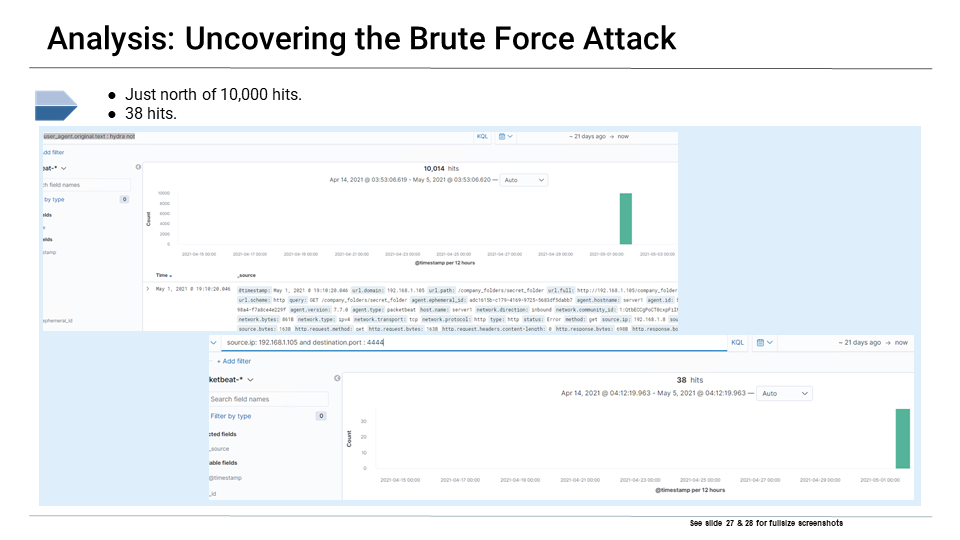 Analysis: Uncovering the Brute Force Attack
● Just north of 10,000 hits.
● 38 hits.
user_agent.original.text : hydra not
KQL
~ 21 days ago → now
dd filter
eat-*
10,014 hits
Apr 14, 2021 @ 03:53:06.619 - May 5, 2021 @ 03:53:06.620 —
Auto
ch field names
by type 0
Count
10000
8000
6000
4000
2000
0
2021-04-15 00:00 2021-04-17 00:00 2021-04-19 00:00 2021-04-21 00:00 2021-04-23 00:00 2021-04-25 00:00 2021-04-27 00:00 2021-04-29 00:00 2021-05-01 00:00 2021-05-03 00:00
@timestamp per 12 hours
elds
elds
stamp
ephemeral_id
Time _source
May 1, 2021 @ 19:18:20.046
@timestamp: May 1, 2021 @ 19:18:20.046 url.domain: 192.168.1.105 url.path: /company_folders/secret_folder url.full: http://192.168.1.105/company_folder
url.scheme: http query: GET /company_folders/secret_folder agent.ephemeral_id: agent.hostname: server1 agent.id:
agent.version: 7.7.0 agent.type: packetbeat host.name: server1 network.direction: inbound network.community_id:
network.bytes: 861B network.type: ipv4 network.transport: tcp network.protocol: http type: http status: Error method: get source.ip: 192.168.1.8 sou
source.bytes: 163B http.request.method: get http.request.bytes: 163B http.request.headers.content-length: 0 http.response.bytes: 698B http.response.bo
source.ip: 192.168.1.105 and destination.port : 4444
KQL
~ 21 days ago → now
+ Add filter
ketbeat-*
38 hits
Apr 14, 2021 @ 04:12:19.963 - May 5, 2021 @ 04:12:19.963 —
Auto
Search field names
Filter by type 0
cted fields
_source
able fields
@timestamp
_id
Count
30
20
10
0
2021-04-15 00:00 2021-04-17 00:00 2021-04-19 00:00 2021-04-21 00:00 2021-04-23 00:00 2021-04-25 00:00 2021-04-27 00:00 2021-04-29 00:00 2021-05-01 00:00
@timestamp per 12 hours
See slide 27 & 28 for fullsize screenshots